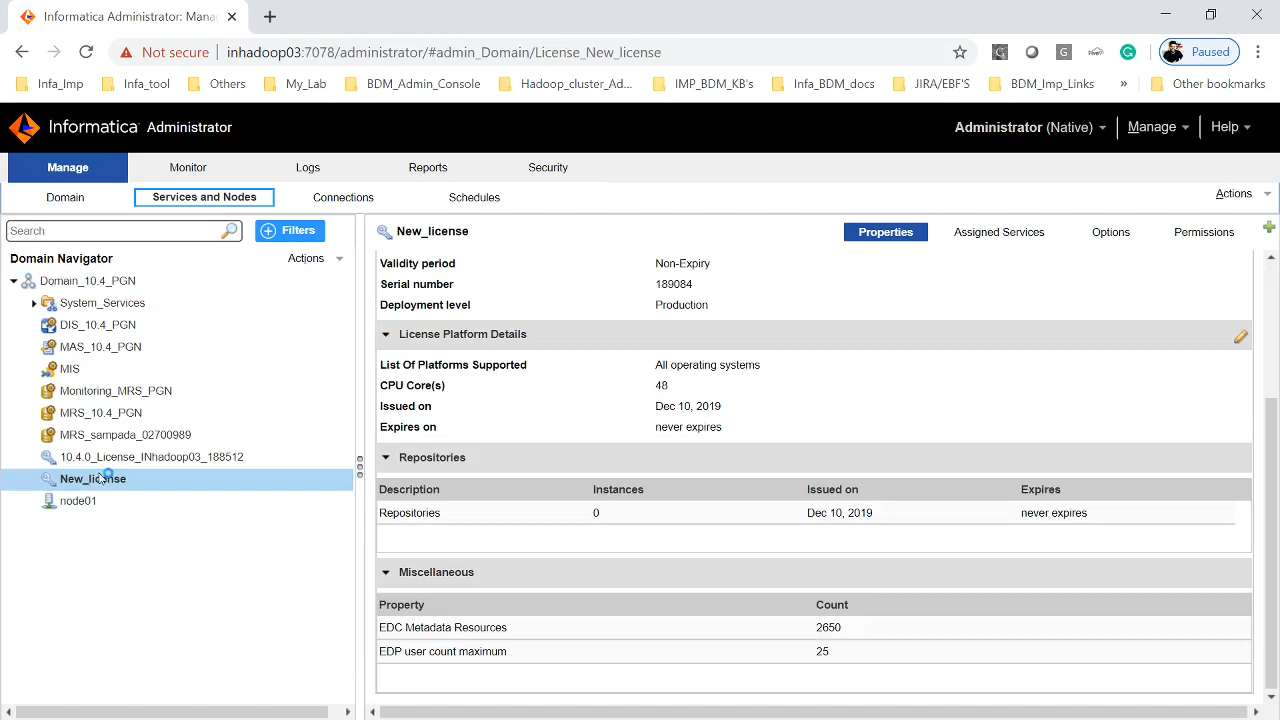 Informatica Administrator: Mana
Not secure inhadoop03:7078/administrator/#admin_Domain/License_New_license
Paused
Infa_Imp Infa_tool Others My_Lab BDM_Admin_Console Hadoop_cluster_Ad... IMP_BDM_KB's Infa_BDM_docs JIRA/EBF'S BDM_Imp_Links » Other bookmarks
Informatica Administrator Administrator (Native) Manage Help
Manage Monitor Logs Reports Security
Domain Services and Nodes Connections Schedules Actions
Search Filters
New_license Properties Assigned Services Options Permissions
Domain Navigator Actions
Domain_10.4_PGN
System_Services
DIS_10.4_PGN
MAS_10.4_PGN
MIS
Monitoring_MRS_PGN
MRS_10.4_PGN
MRS_sampada_02700989
10.4.0_License_INhadoop03_188512
New_license
node01
Validity period Non-Expiry
Serial number 189084
Deployment level Production
License Platform Details
List Of Platforms Supported All operating systems
CPU Core(s) 48
Issued on Dec 10, 2019
Expires on never expires
Repositories
Description Instances Issued on Expires
Repositories 0 Dec 10, 2019 never expires
Miscellaneous
Property Count
EDC Metadata Resources 2650
EDP user count maximum 25